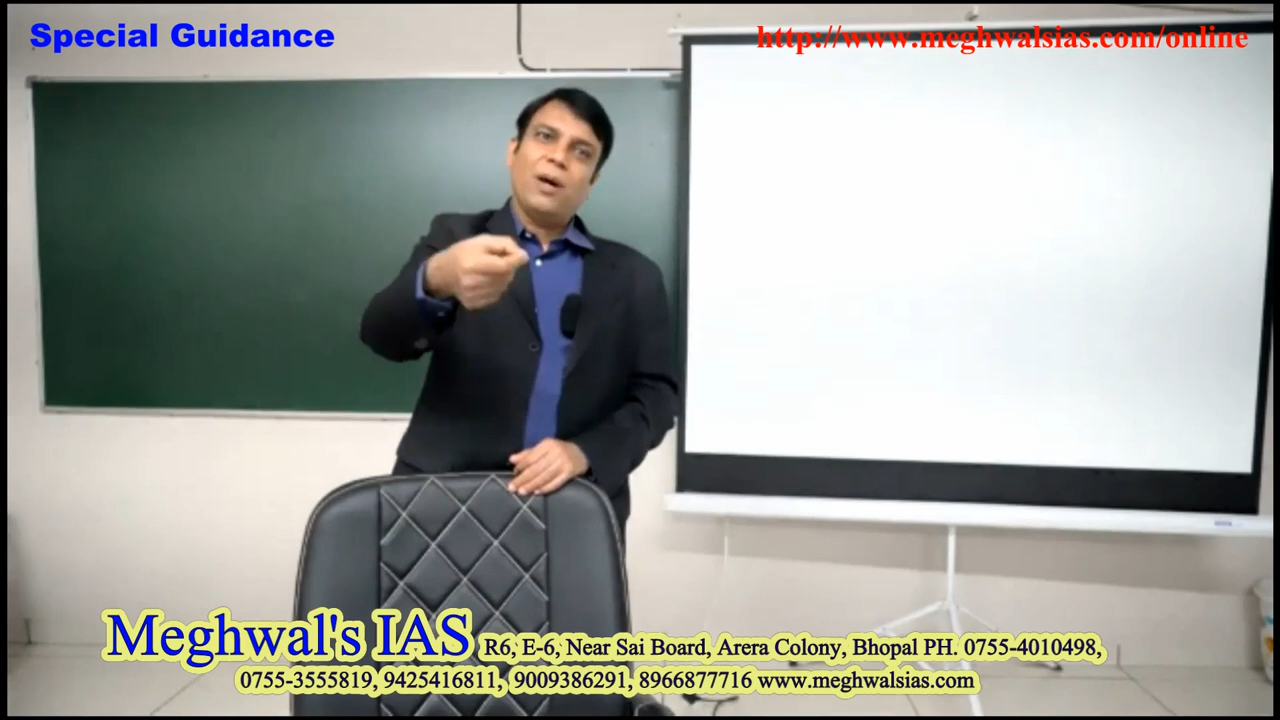 Special Guidance
http://www.meghwalsias.com/online
Meghwal's IAS R6, E-6, Near Sai Board, Arera Colony, Bhopal PH. 0755-4010498,
0755-3555819, 9425416811, 9009386291, 8966877716 www.meghwalsias.com